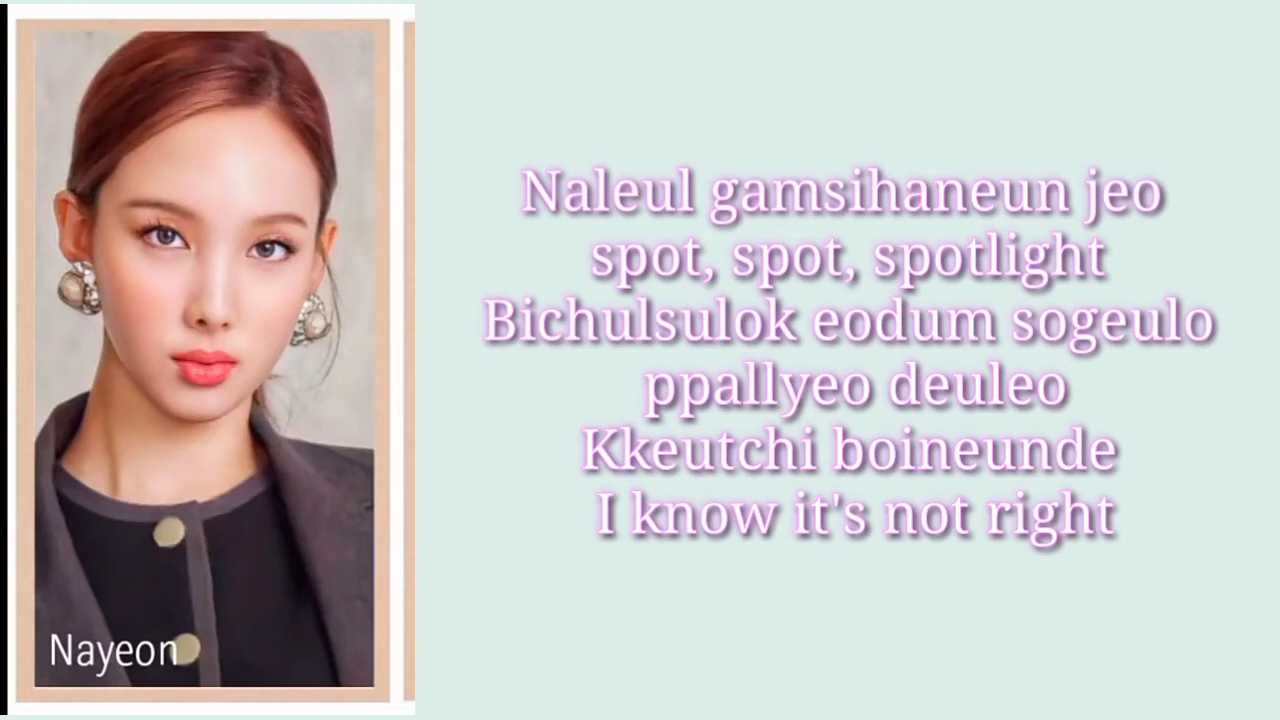 Naleul gamsihaneun jeo
spot, spot, spotlight
Bichulsulok eodum sogeulo
ppallyeo deuleo
Kkeutchi boineunde
I know it's not right
Nayeon